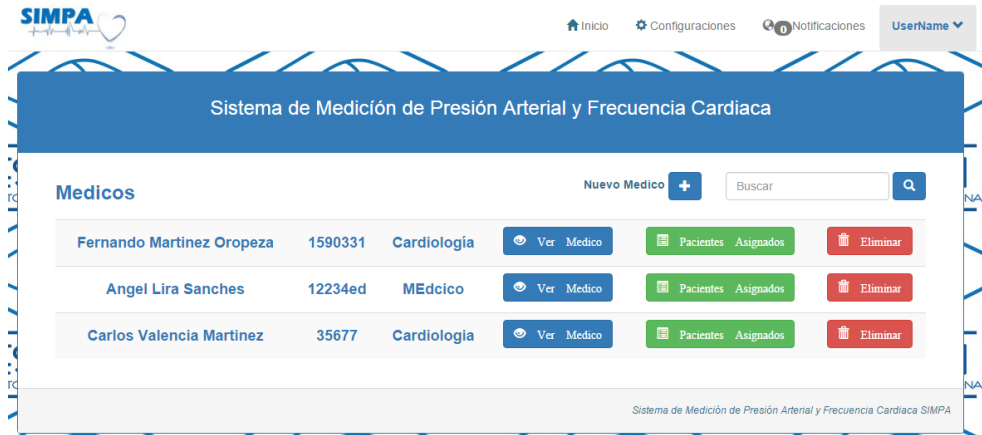 SIMPA
Inicio Configuraciones 0 Notificaciones UserName
Sistema de Medicíón de Presión Arterial y Frecuencia Cardiaca
Medicos Nuevo Medico Buscar
Fernando Martinez Oropeza 1590331 Cardiología Ver Medico Pacientes Asignados Eliminar
Angel Lira Sanches 12234ed MEdcico Ver Medico Pacientes Asignados Eliminar
Carlos Valencia Martinez 35677 Cardiologia Ver Medico Pacientes Asignados Eliminar
Sistema de Medición de Presión Arterial y Frecuencia Cardiaca SIMPA